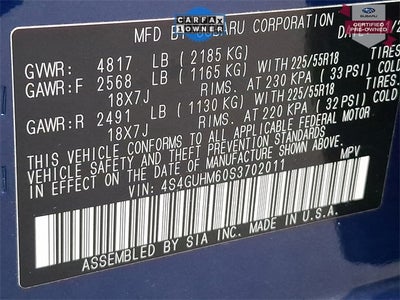 CARFAX
1 OWNER
SUBARU
CERTIFIED
PRE-OWNED
MFD BY SUBARU CORPORATION DATE
GVWR: 4817 LB (2185 KG) TIRES
GAWR:F 2568 LB (1165 KG) WITH 225/55R18
18X7J RIMS, AT 230 KPA (33 PSI) COLD
GAWR:R 2491 LB (1130 KG) WITH 225/55R18 TIRES
18X7J RIMS, AT 220 KPA (32 PSI) COLD
THIS VEHICLE CONFORMS TO ALL APPLICABLE FEDERAL MOTOR
VEHICLE SAFETY, THEFT PREVENTION STANDARDS
IN EFFECT ON THE DATE OF MANUFACTURE SHOWN ABOVE.
VIN: 4S4GUHM60S3702011 MPV
ASSEMBLED BY SIA INC. MADE IN U.S.A.